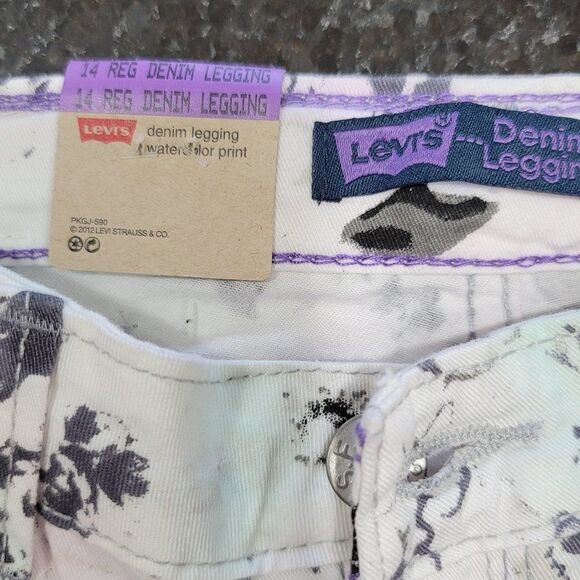 14 REG DENIM LEGGING
14 REG DENIM LEGGING
Levi's
denim legging
watercolor print
PKGJ-590
© 2012 LEVI STRAUSS & CO.
Levi's ® ...Denim
Legging
S.F.